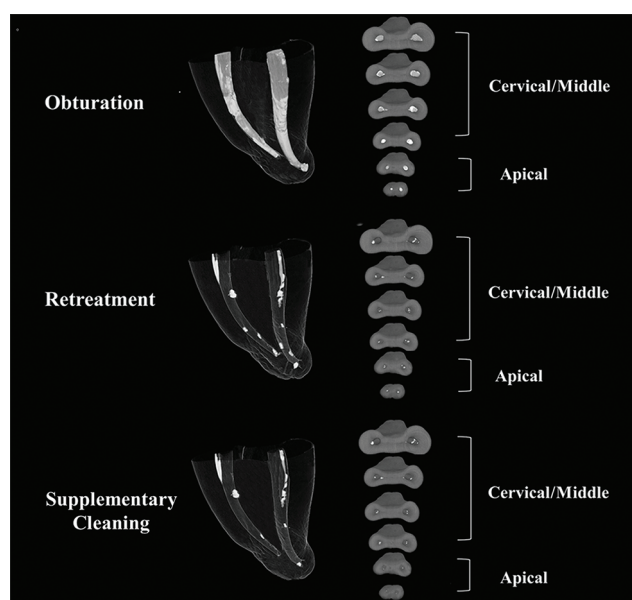 Obturation
Cervical/Middle
Apical
Retreatment
Cervical/Middle
Apical
Supplementary
Cleaning
Cervical/Middle
Apical